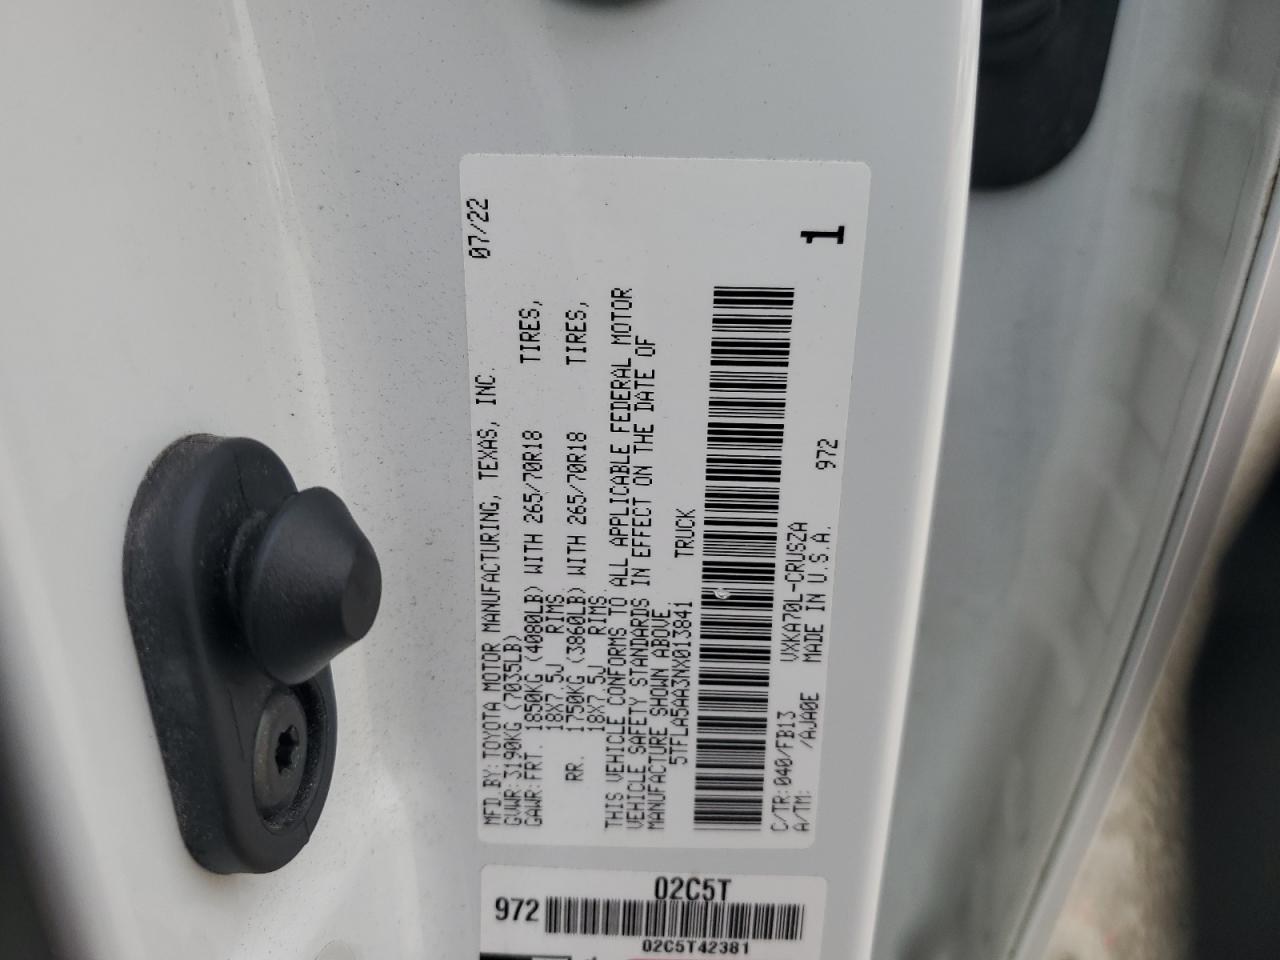 07/22
MFD.BY:TOYOTA MOTOR MANUFACTURING, TEXAS, INC.
GVWR:3190KG (7035LB)
GAWR:FRT. 1850KG (4080LB) WITH 265/70R18 TIRES,
18X7.5J RIMS.
RR. 1750KG (3860LB) WITH 265/70R18 TIRES,
18X7.5J RIMS.
THIS VEHICLE CONFORMS TO ALL APPLICABLE FEDERAL MOTOR
VEHICLE SAFETY STANDARDS IN EFFECT ON THE DATE OF
MANUFACTURE SHOWN ABOVE.
5TFLA5AA3NX013841 TRUCK
C/TR:040/FB13 VXKA70L-CRUSZA
A/TM: /AJA0E MADE IN U.S.A. 972
1
02C5T
972
02C5T42381